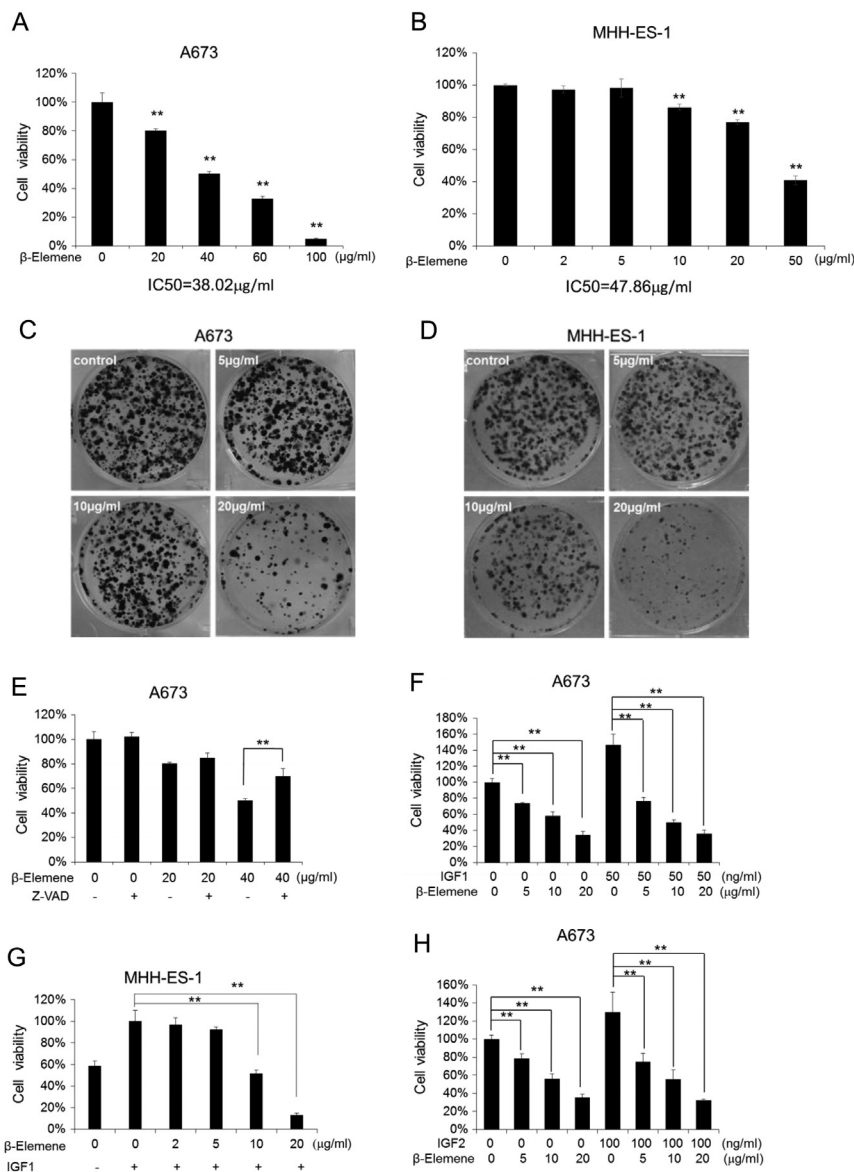 A
A673
120%
100%
80%
60%
40%
20%
0%
Cell viability
**
**
**
**
β-Elemene 0 20 40 60 100 (μg/ml)
IC50=38.02μg/ml
B
MHH-ES-1
120%
100%
80%
60%
40%
20%
0%
Cell viability
**
**
**
β-Elemene 0 2 5 10 20 50 μg/ml)
IC50=47.86μg/ml
C
A673
control 5μg/ml
10μg/ml 20μg/ml
D
MHH-ES-1
control 5μg/ml
10μg/ml 20μg/ml
E
A673
120%
100%
80%
60%
40%
20%
0%
Cell viability
**
β-Elemene 0 0 20 20 40 40 (μg/ml)
Z-VAD - + - + - +
F
A673
180%
160%
140%
120%
100%
80%
60%
40%
20%
0%
Cell viability
**
**
**
**
**
**
IGF1 0 0 0 0 50 50 50 50 (ng/ml)
β-Elemene 0 5 10 20 0 5 10 20 (μg/ml)
G
MHH-ES-1
120%
100%
80%
60%
40%
20%
0%
Cell viability
**
**
β-Elemene 0 0 2 5 10 20 (μg/ml)
IGF1 - + + + + +
H
A673
160%
140%
120%
100%
80%
60%
40%
20%
0%
Cell viability
**
**
**
**
**
**
IGF2 0 0 0 0 100 100 100 100 (ng/ml)
β-Elemene 0 5 10 20 0 5 10 20 (μg/ml)